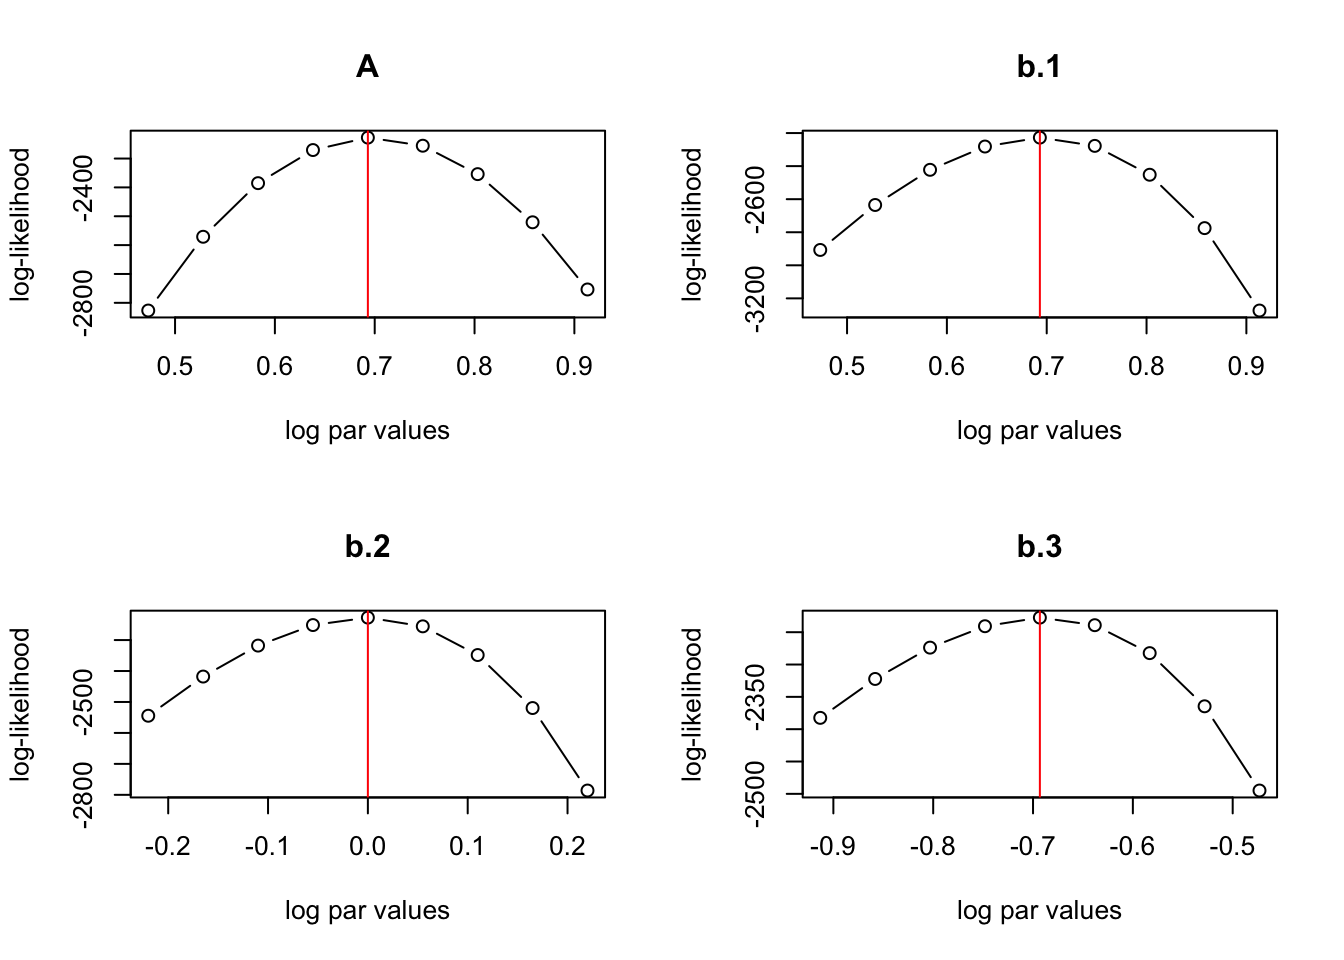 A
log-likelihood
-2400
-2800
0.5 0.6 0.7 0.8 0.9
log par values
b.1
log-likelihood
-2600
-3200
0.5 0.6 0.7 0.8 0.9
log par values
b.2
log-likelihood
-2500
-2800
-0.2 -0.1 0.0 0.1 0.2
log par values
b.3
log-likelihood
-2350
-2500
-0.9 -0.8 -0.7 -0.6 -0.5
log par values